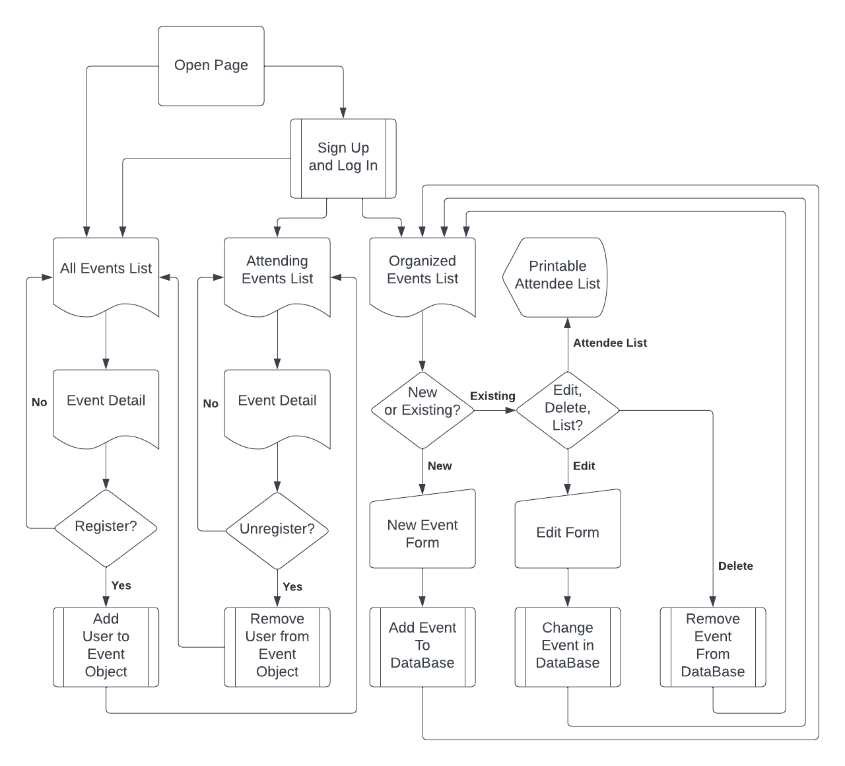 Open Page
Sign Up
and Log In
All Events List
Attending
Events List
Organized
Events List
Printable
Attendee List
Attendee List
No
Event Detail
No
Event Detail
New
or Existing?
Existing
Edit,
Delete,
List?
New
Edit
Register?
Unregister?
New Event
Form
Edit Form
Delete
Yes
Yes
Add
User to
Event
Object
Remove
User from
Event
Object
Add Event
To
DataBase
Change
Event in
DataBase
Remove
Event
From
DataBase